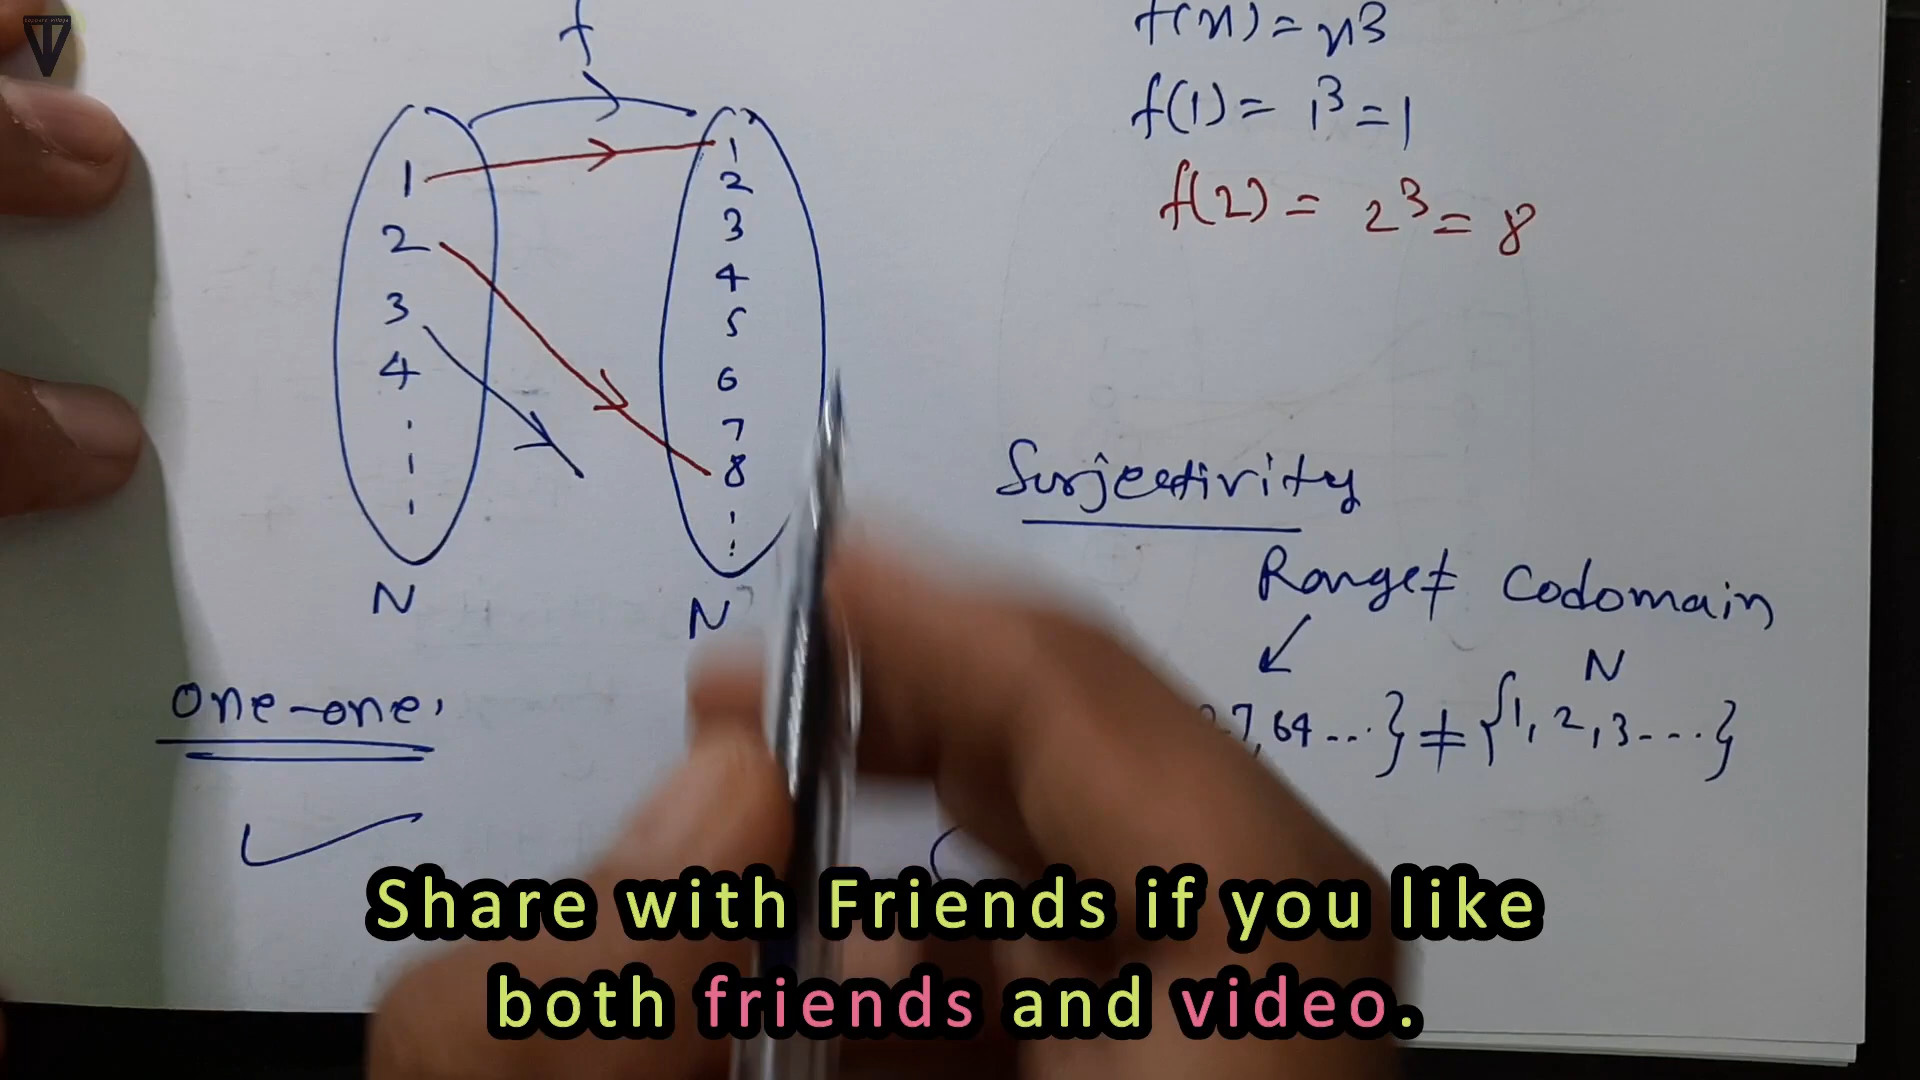 f
f(x) = x3
f(1) = 1³ = 1
f(2) = 2³ = 8
1
2
3
4
N
1
2
3
4
5
6
7
8
N
one-one.
Surjectivity
Range ≠ Codomain
N
27, 64 ...} ≠ {1, 2, 3 ....}
Share with Friends if you like
both friends and video.